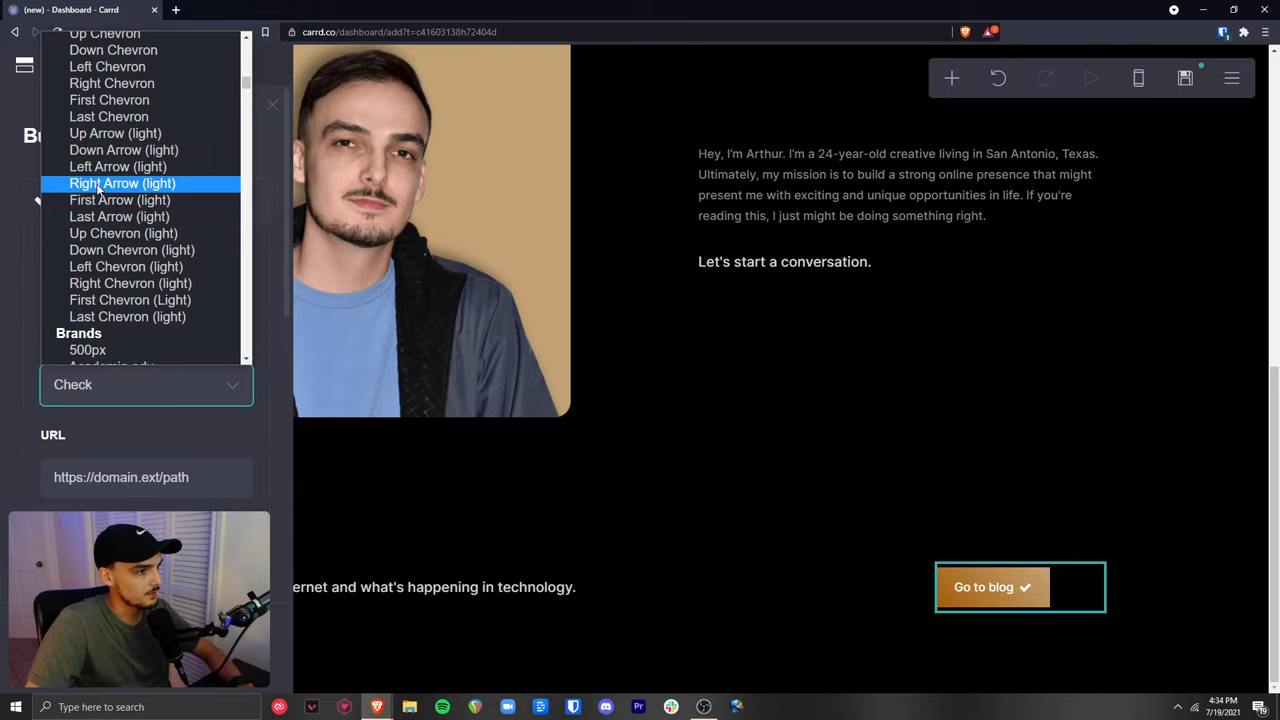 (new) - Dashboard - Carrd
carrd.co/dashboard/add?t=c41603138h72404d
Up Chevron
Down Chevron
Left Chevron
Right Chevron
First Chevron
Last Chevron
Up Arrow (light)
Down Arrow (light)
Left Arrow (light)
Right Arrow (light)
First Arrow (light)
Last Arrow (light)
Up Chevron (light)
Down Chevron (light)
Left Chevron (light)
Right Chevron (light)
First Chevron (Light)
Last Chevron (light)
Brands
500px
Check
URL
https://domain.ext/path
Hey, I'm Arthur. I'm a 24-year-old creative living in San Antonio, Texas.
Ultimately, my mission is to build a strong online presence that might
present me with exciting and unique opportunities in life. If you're
reading this, I just might be doing something right.
Let's start a conversation.
ernet and what's happening in technology.
Go to blog
Type here to search
4:34 PM
7/19/2021